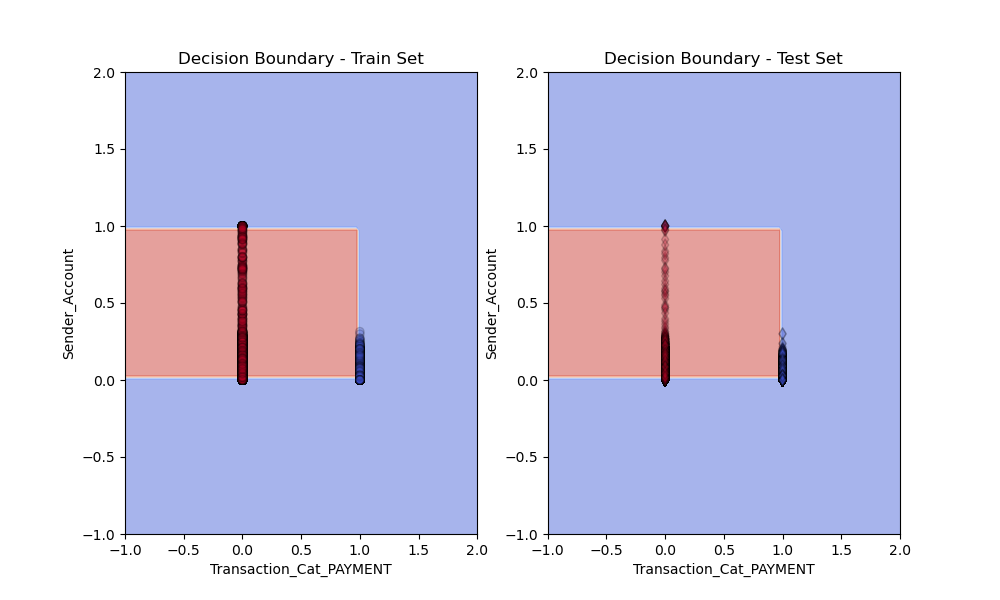 Decision Boundary - Train Set
2.0
1.5
1.0
0.5
0.0
−0.5
−1.0
Sender_Account
−1.0 −0.5 0.0 0.5 1.0 1.5 2.0
Transaction_Cat_PAYMENT
Decision Boundary - Test Set
2.0
1.5
1.0
0.5
0.0
−0.5
−1.0
Sender_Account
−1.0 −0.5 0.0 0.5 1.0 1.5 2.0
Transaction_Cat_PAYMENT